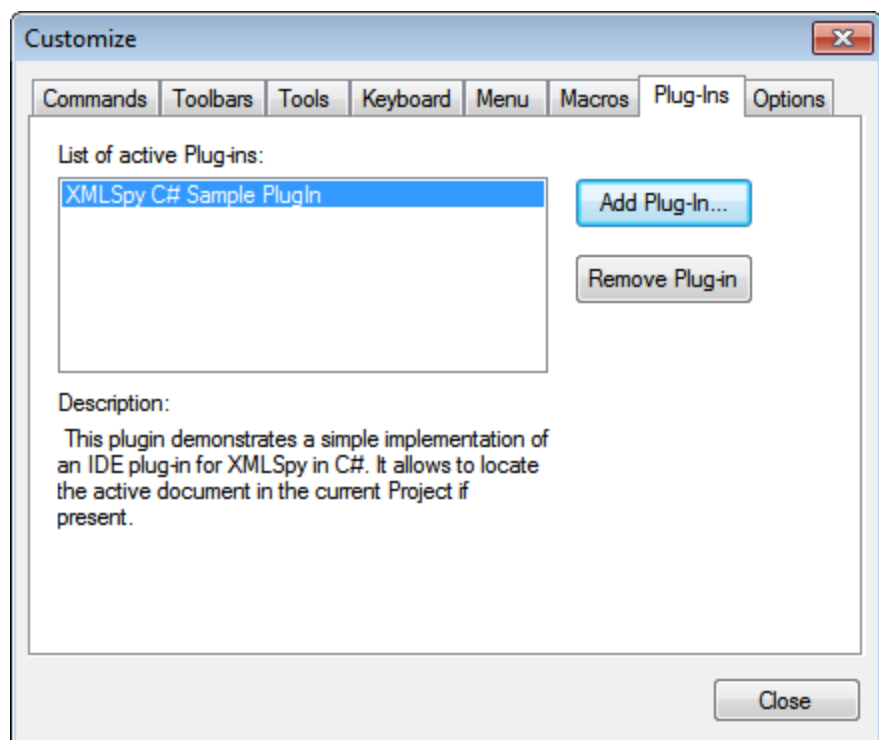 Customize
Commands Toolbars Tools Keyboard Menu Macros Plug-Ins Options
List of active Plug-ins:
XMLSpy C# Sample PlugIn
Add Plug-In...
Remove Plug-in
Description:
This plugin demonstrates a simple implementation of
an IDE plug-in for XMLSpy in C#. It allows to locate
the active document in the current Project if
present.
Close